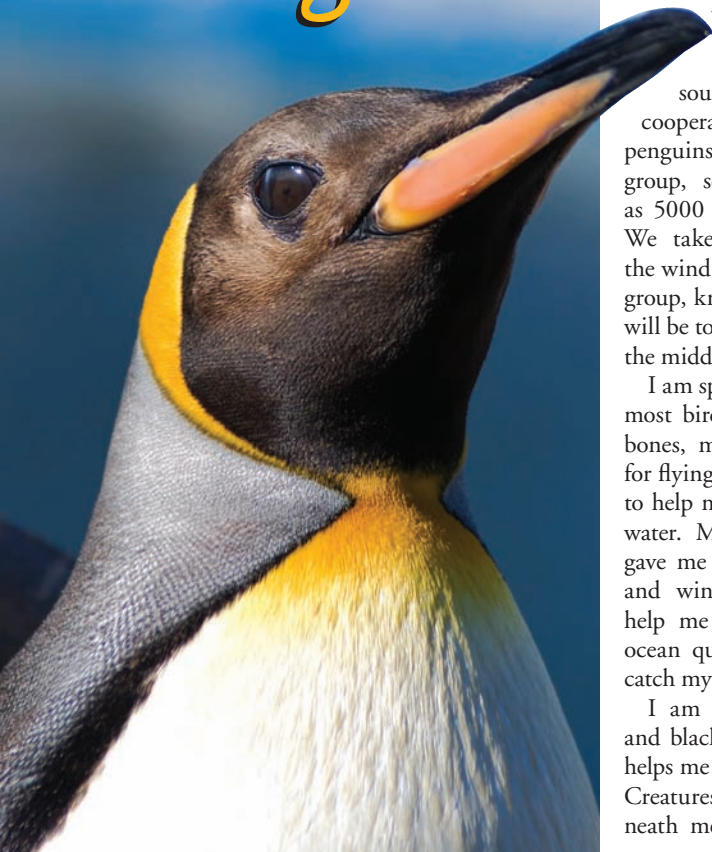 sou
coopera
penguins
group, s
as 5000
We take
the wind
group, kn
will be to
the midd
I am sp
most bir
bones, m
for flying
to help m
water. M
gave me
and win
help me
ocean qu
catch my
I am
and black
helps me
Creatures
neath m